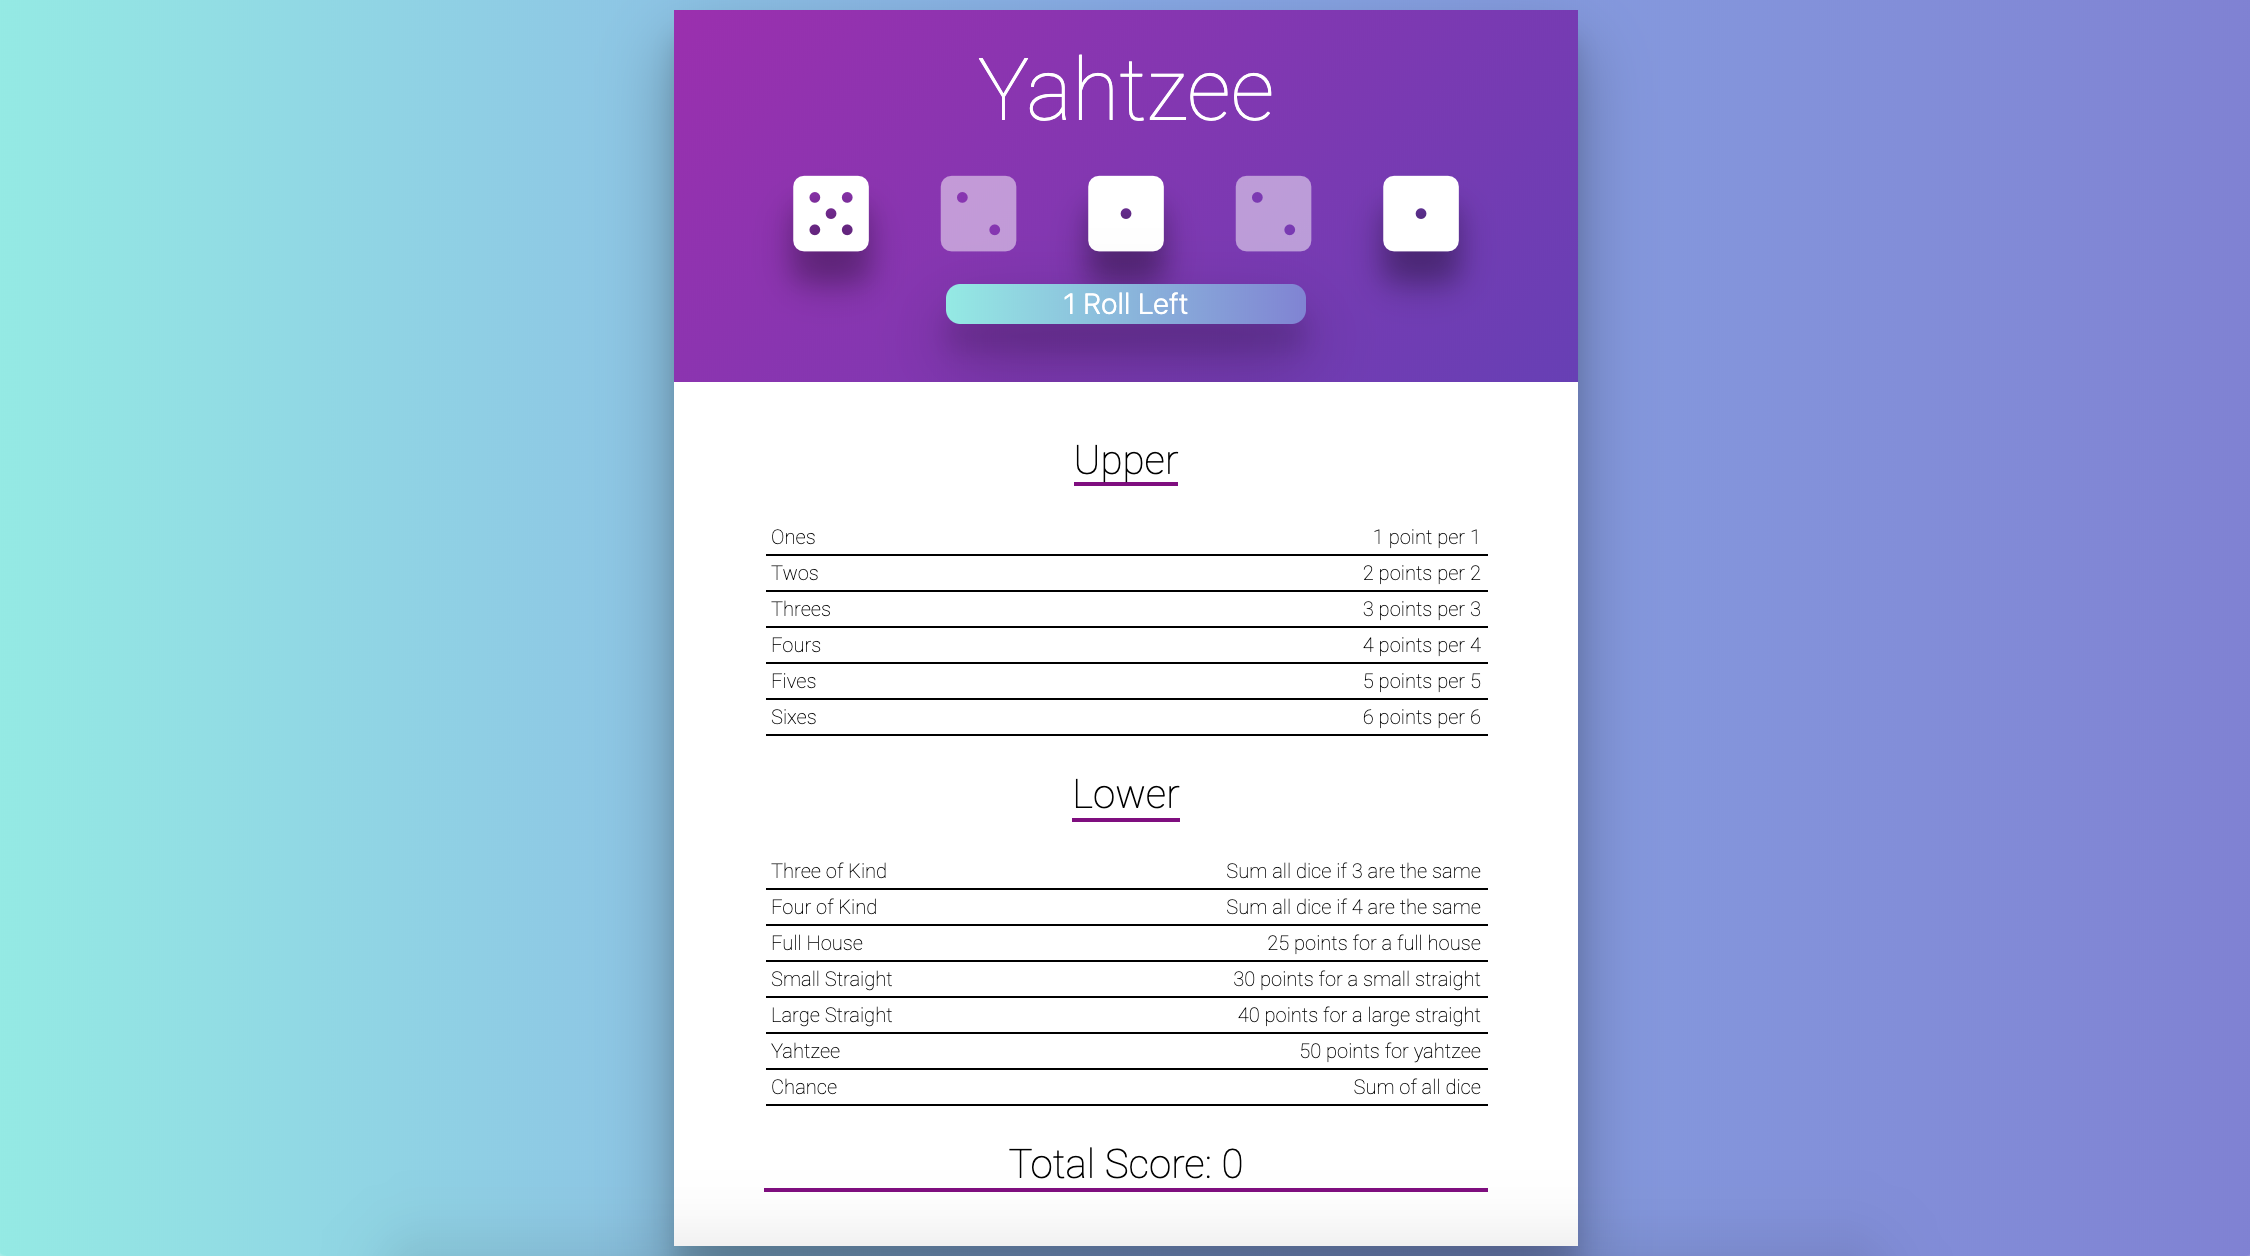 Yahtzee
1 Roll Left
Upper
Ones 1 point per 1
Twos 2 points per 2
Threes 3 points per 3
Fours 4 points per 4
Fives 5 points per 5
Sixes 6 points per 6
Lower
Three of Kind Sum all dice if 3 are the same
Four of Kind Sum all dice if 4 are the same
Full House 25 points for a full house
Small Straight 30 points for a small straight
Large Straight 40 points for a large straight
Yahtzee 50 points for yahtzee
Chance Sum of all dice
Total Score: 0